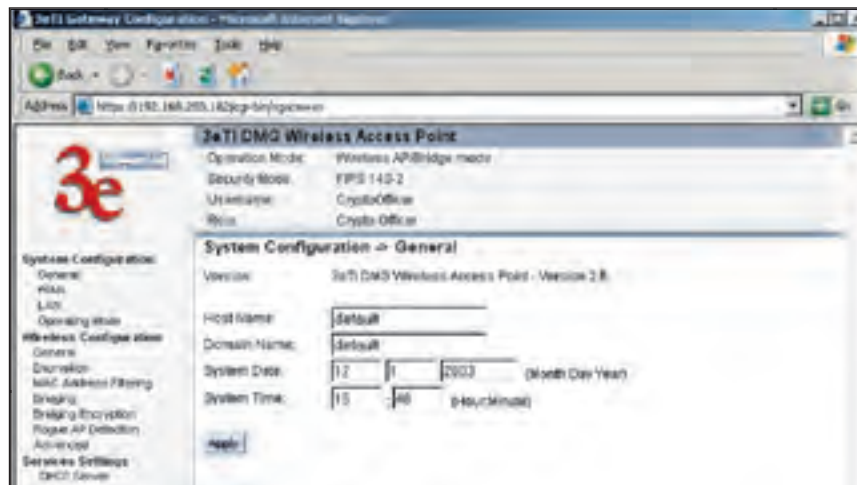 3eTI Gateway Configuration - Microsoft Internet Explorer
File Edit View Favorites Tools Help
Back
Address
3e
3eTI DMG Wireless Access Point
Operation Mode: Wireless AP/Bridge mode
Security Mode: FIPS 140-2
Username: CryptoOfficer
Role: Crypto Officer
System Configuration
General
WAN
LAN
Operating Mode
Wireless Configuration
General
Encryption
MAC Address Filtering
Bridging
Bridging Encryption
Rogue AP Detection
Advanced
Services Settings
DHCP Server
System Configuration -> General
Version: 3eTI DMG Wireless Access Point - Version
Host Name: default
Domain Name: default
System Date: 12 1 2003 (Month Day Year)
System Time: 15 : (Hour:Minute)
Apply